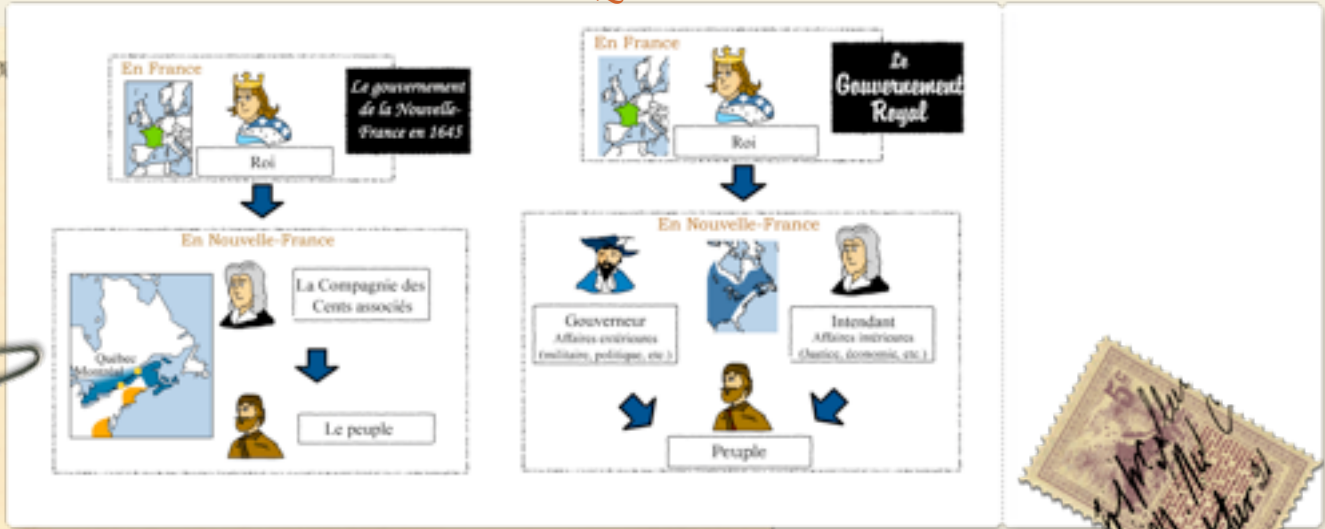 En France
Le gouvernement
de la Nouvelle-
France en 1645
Roi
En Nouvelle-France
La Compagnie des
Cents associés
Québec
Montréal
Le peuple
En France
Le
Gouvernement
Royal
Roi
En Nouvelle-France
Gouverneur
Affaires extérieures
(militaire, politique, etc.)
Intendant
Affaires intérieures
(Justice, économie, etc.)
Peuple